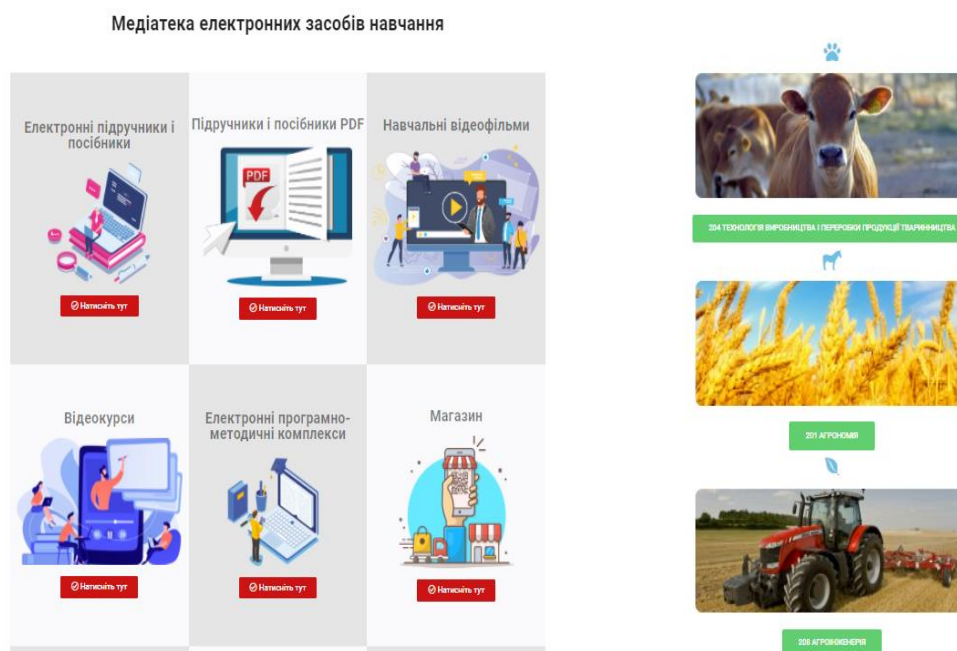 Медіатека електронних засобів навчання
Електронні підручники і
посібники
Натисніть тут
Підручники і посібники PDF
PDF
Натисніть тут
Навчальні відеофільми
Натисніть тут
Відеокурси
Натисніть тут
Електронні програмно-
методичні комплекси
Натисніть тут
Магазин
Натисніть тут
204 ТЕХНОЛОГІЯ ВИРОБНИЦТВА І ПЕРЕРОБКИ ПРОДУКЦІЇ ТВАРИННИЦТВА
201 АГРОНОМІЯ
208 АГРОІНЖЕНЕРІЯ